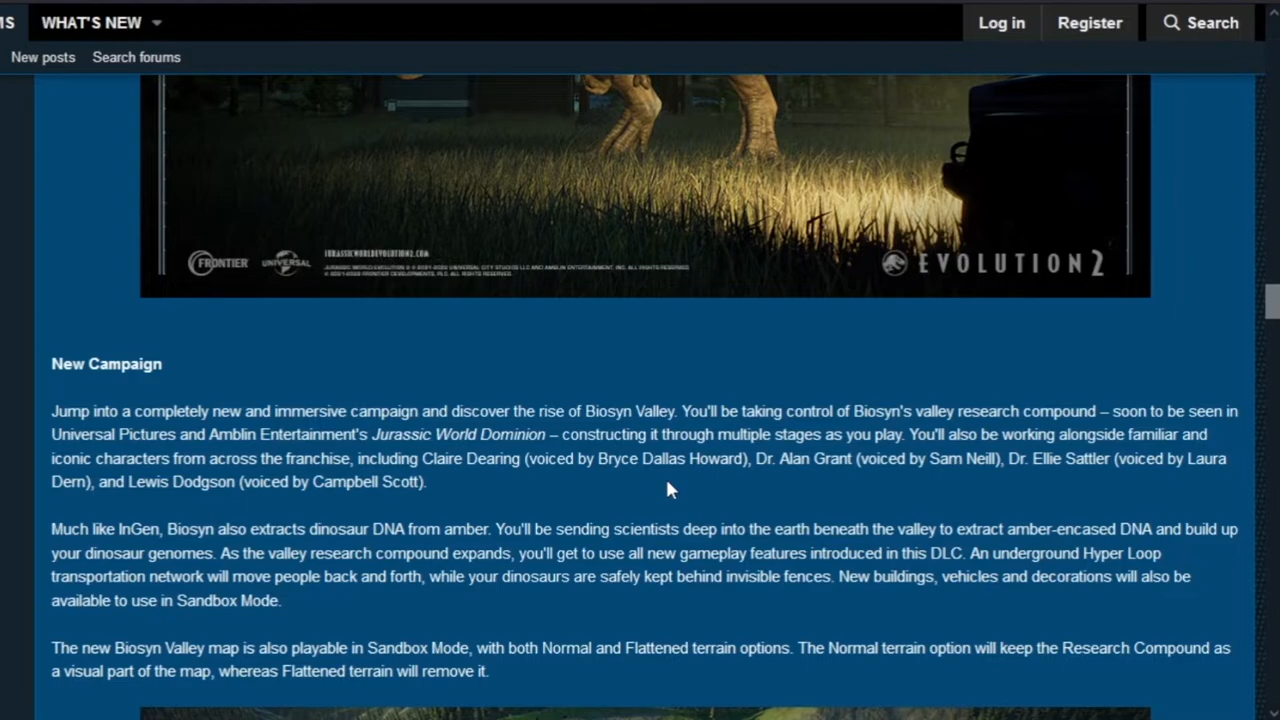 MS WHAT'S NEW Log in Register Search
New posts Search forums
JURASSICWORLDEVOLUTION2.COM
FRONTIER UNIVERSAL EVOLUTION 2
New Campaign
Jump into a completely new and immersive campaign and discover the rise of Biosyn Valley. You'll be taking control of Biosyn's valley research compound – soon to be seen in
Universal Pictures and Amblin Entertainment's Jurassic World Dominion – constructing it through multiple stages as you play. You'll also be working alongside familiar and
iconic characters from across the franchise, including Claire Dearing (voiced by Bryce Dallas Howard), Dr. Alan Grant (voiced by Sam Neill), Dr. Ellie Sattler (voiced by Laura
Dern), and Lewis Dodgson (voiced by Campbell Scott).
Much like InGen, Biosyn also extracts dinosaur DNA from amber. You'll be sending scientists deep into the earth beneath the valley to extract amber-encased DNA and build up
your dinosaur genomes. As the valley research compound expands, you'll get to use all new gameplay features introduced in this DLC. An underground Hyper Loop
transportation network will move people back and forth, while your dinosaurs are safely kept behind invisible fences. New buildings, vehicles and decorations will also be
available to use in Sandbox Mode.
The new Biosyn Valley map is also playable in Sandbox Mode, with both Normal and Flattened terrain options. The Normal terrain option will keep the Research Compound as
a visual part of the map, whereas Flattened terrain will remove it.